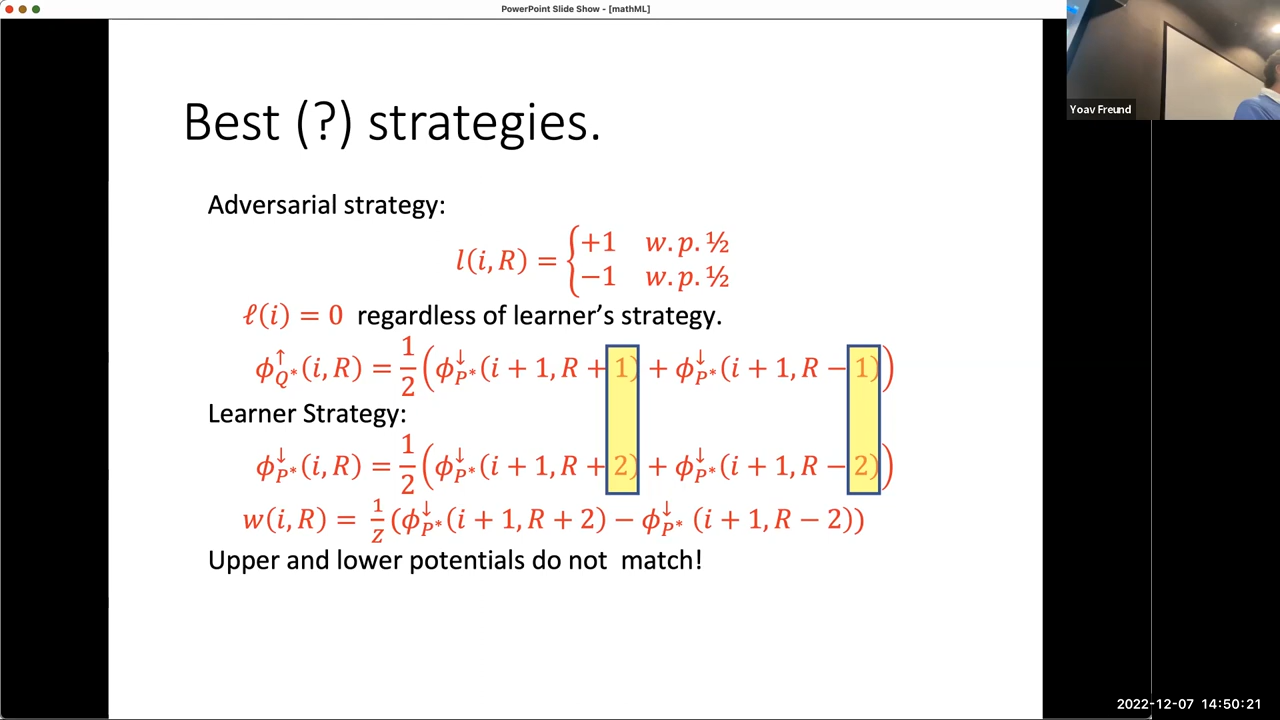 PowerPoint Slide Show - [mathML]
Yoav Freund
Best (?) strategies.
Adversarial strategy:
l(i, R) = { +1 w.p. ½
−1 w.p. ½
ℓ(i) = 0 regardless of learner's strategy.
ϕ↑Q*(i, R) = 1/2 (ϕ↓P*(i + 1, R + 1) + ϕ↓P*(i + 1, R − 1))
Learner Strategy:
ϕ↓P*(i, R) = 1/2 (ϕ↓P*(i + 1, R + 2) + ϕ↓P*(i + 1, R − 2))
w(i, R) = 1/z (ϕ↓P*(i + 1, R + 2) − ϕ↓P* (i + 1, R − 2))
Upper and lower potentials do not match!
2022-12-07 14:50:21